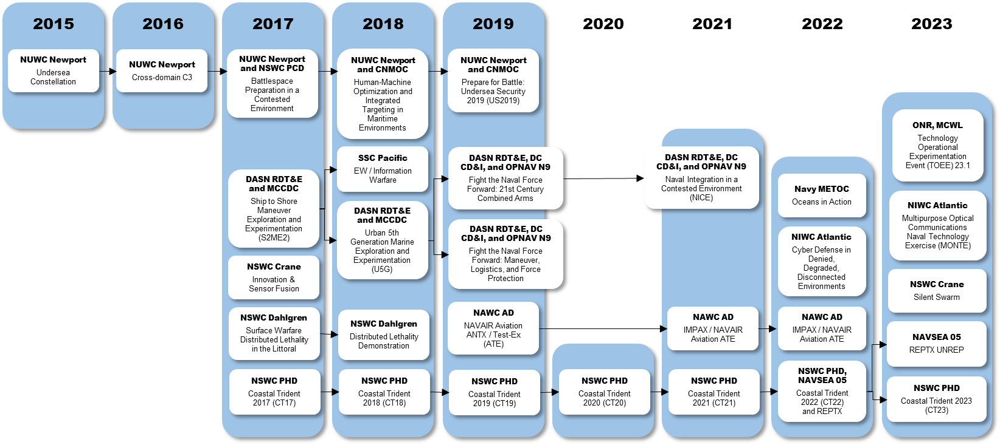 2015
NUWC Newport
Undersea
Constellation
2016
NUWC Newport
Cross-domain C3
2017
NUWC Newport
and NSWC PCD
Battlespace
Preparation in a
Contested
Environment
DASN RDT&E
and MCCDC
Ship to Shore
Maneuver
Exploration and
Experimentation
(S2ME2)
NSWC Crane
Innovation &
Sensor Fusion
NSWC Dahlgren
Surface Warfare
Distributed Lethality
in the Littoral
NSWC PHD
Coastal Trident
2017 (CT17)
2018
NUWC Newport
and CNMOC
Human-Machine
Optimization and
Integrated
Targeting in
Maritime
Environments
SSC Pacific
EW / Information
Warfare
DASN RDT&E
and MCCDC
Urban 5th
Generation Marine
Exploration and
Experimentation
(U5G)
NSWC Dahlgren
Distributed Lethality
Demonstration
NSWC PHD
Coastal Trident
2018 (CT18)
2019
NUWC Newport
and CNMOC
Prepare for Battle:
Undersea Security
2019 (US2019)
DASN RDT&E, DC
CD&I, and OPNAV N9
Fight the Naval Force
Forward: 21st Century
Combined Arms
DASN RDT&E, DC
CD&I, and OPNAV N9
Fight the Naval Force
Forward: Maneuver,
Logistics, and Force
Protection
NAWC AD
NAVAIR Aviation
ANTX / Test-Ex
(ATE)
NSWC PHD
Coastal Trident
2019 (CT19)
2020
NSWC PHD
Coastal Trident
2020 (CT20)
2021
DASN RDT&E, DC
CD&I, and OPNAV N9
Naval Integration in a
Contested Environment
(NICE)
NAWC AD
IMPAX / NAVAIR
Aviation ATE
NSWC PHD
Coastal Trident
2021 (CT21)
2022
Navy METOC
Oceans in Action
NIWC Atlantic
Cyber Defense in
Denied,
Degraded,
Disconnected
Environments
NAWC AD
IMPAX / NAVAIR
Aviation ATE
NSWC PHD,
NAVSEA 05
Coastal Trident
2022 (CT22)
and REPTX
2023
ONR, MCWL
Technology
Operational
Experimentation
Event (TOEE) 23.1
NIWC Atlantic
Multipurpose Optical
Communications
Naval Technology
Exercise (MONTE)
NSWC Crane
Silent Swarm
NAVSEA 05
REPTX UNREP
NSWC PHD
Coastal Trident 2023
(CT23)